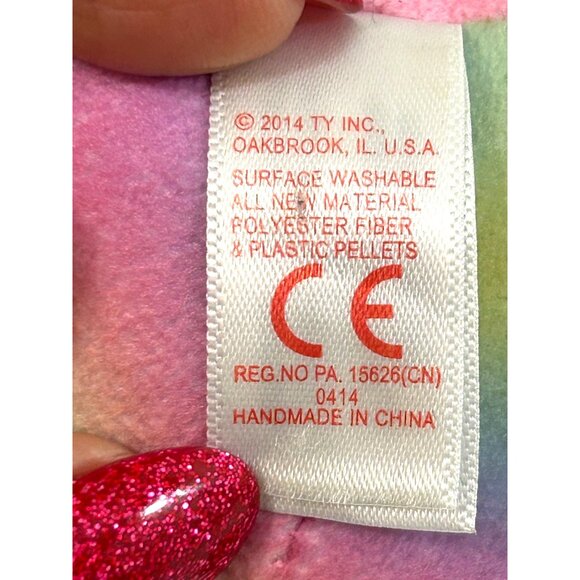 © 2014 TY INC.,
OAKBROOK, IL. U.S.A.
SURFACE WASHABLE
ALL NEW MATERIAL
POLYESTER FIBER
& PLASTIC PELLETS
CE
REG.NO PA. 15626(CN)
0414
HANDMADE IN CHINA